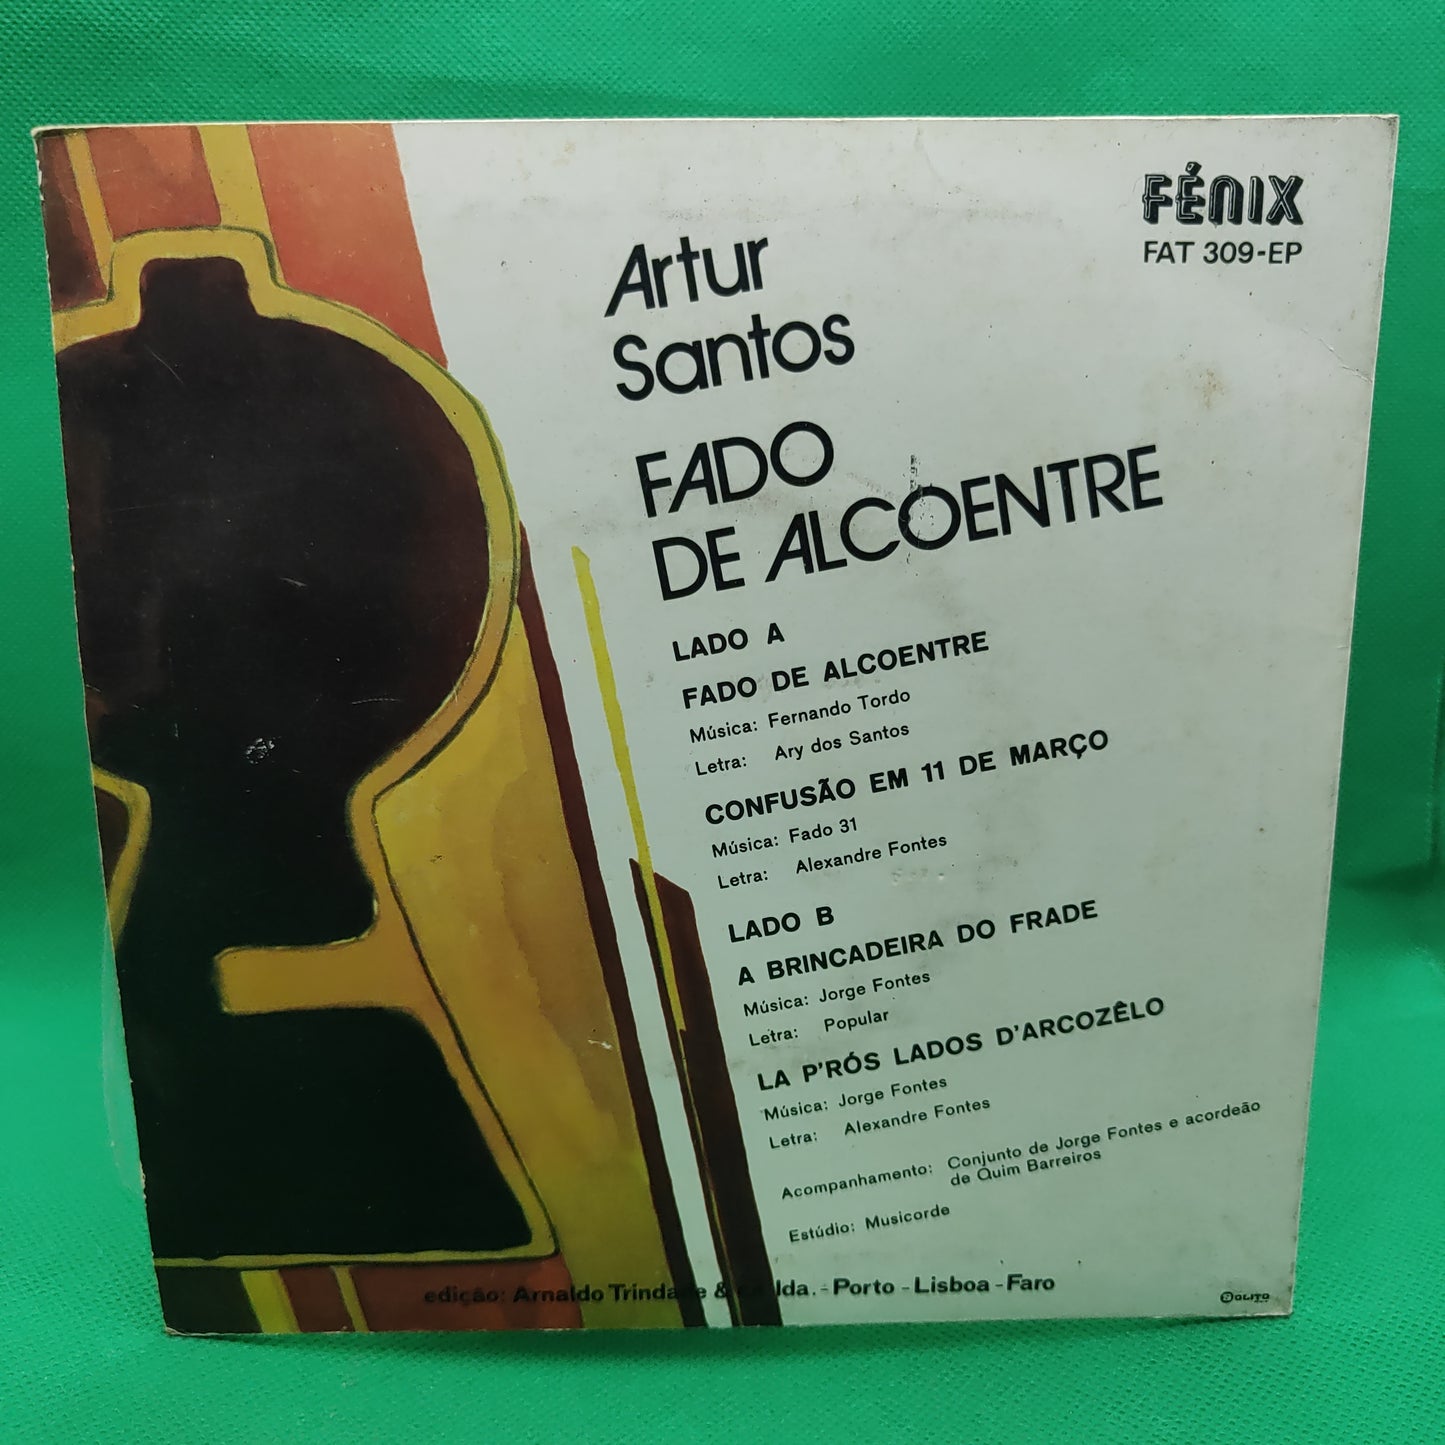 FÉNIX
FAT 309-EP
Artur
Santos
FADO
DE ALCOENTRE
LADO A
FADO DE ALCOENTRE
Música: Fernando Tordo
Letra: Ary dos Santos
CONFUSÃO EM 11 DE MARÇO
Música: Fado 31
Letra: Alexandre Fontes
LADO B
A BRINCADEIRA DO FRADE
Música: Jorge Fontes
Letra: Popular
LA P'RÓS LADOS D'ARCOZÊLO
Música: Jorge Fontes
Letra: Alexandre Fontes
Acompanhamento: Conjunto de Jorge Fontes e acordeão
de Quim Barreiros
Estúdio: Musicorde
edição: Arnaldo Trindade & lda. - Porto - Lisboa - Faro